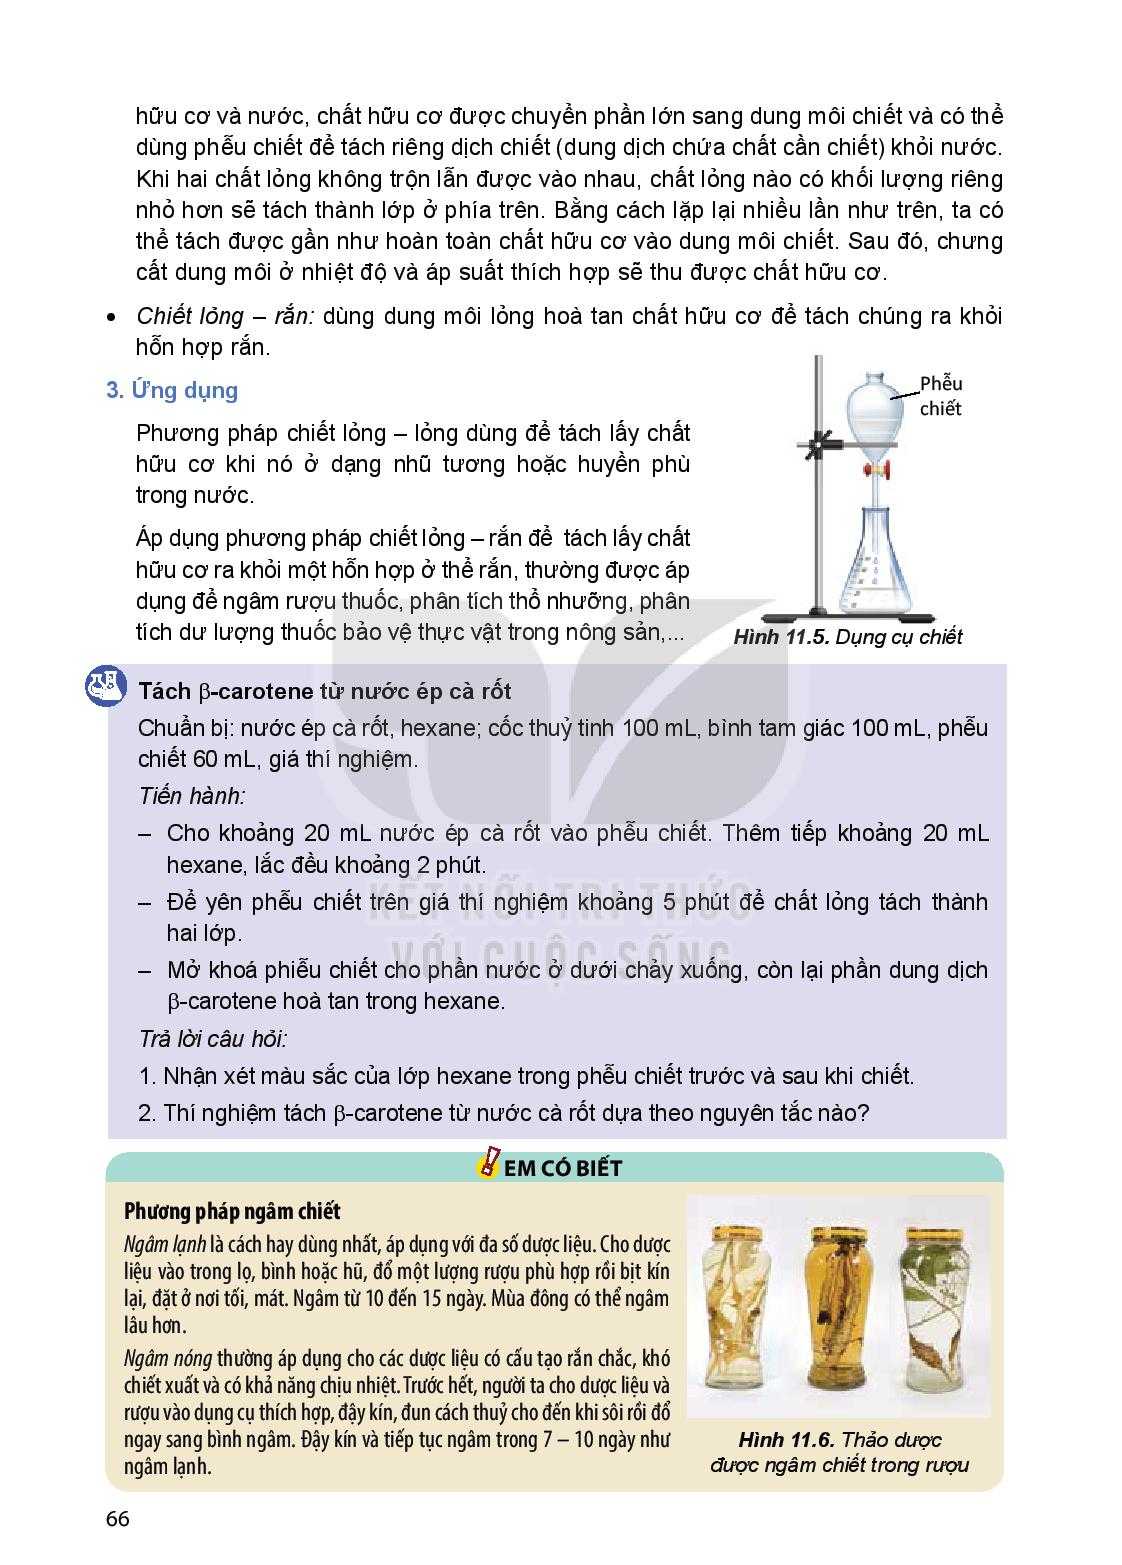 hữu cơ và nước, chất hữu cơ được chuyển phần lớn sang dung môi chiết và có thể
dùng phễu chiết để tách riêng dịch chiết (dung dịch chứa chất cần chiết) khỏi nước.
Khi hai chất lỏng không trộn lẫn được vào nhau, chất lỏng nào có khối lượng riêng
nhỏ hơn sẽ tách thành lớp ở phía trên. Bằng cách lặp lại nhiều lần như trên, ta có
thể tách được gần như hoàn toàn chất hữu cơ vào dung môi chiết. Sau đó, chưng
cất dung môi ở nhiệt độ và áp suất thích hợp sẽ thu được chất hữu cơ.
• Chiết lỏng – rắn: dùng dung môi lỏng hoà tan chất hữu cơ để tách chúng ra khỏi
hỗn hợp rắn.
3. Ứng dụng
Phương pháp chiết lỏng – lỏng dùng để tách lấy chất
hữu cơ khi nó ở dạng nhũ tương hoặc huyền phù
trong nước.
Áp dụng phương pháp chiết lỏng – rắn để tách lấy chất
hữu cơ ra khỏi một hỗn hợp ở thể rắn, thường được áp
dụng để ngâm rượu thuốc, phân tích thổ nhưỡng, phân
tích dư lượng thuốc bảo vệ thực vật trong nông sản,...
Phễu
chiết
Hình 11.5. Dụng cụ chiết
Tách β-carotene từ nước ép cà rốt
Chuẩn bị: nước ép cà rốt, hexane; cốc thuỷ tinh 100 mL, bình tam giác 100 mL, phễu
chiết 60 mL, giá thí nghiệm.
Tiến hành:
– Cho khoảng 20 mL nước ép cà rốt vào phễu chiết. Thêm tiếp khoảng 20 mL
hexane, lắc đều khoảng 2 phút.
– Để yên phễu chiết trên giá thí nghiệm khoảng 5 phút để chất lỏng tách thành
hai lớp.
– Mở khoá phiễu chiết cho phần nước ở dưới chảy xuống, còn lại phần dung dịch
β-carotene hoà tan trong hexane.
Trả lời câu hỏi:
1. Nhận xét màu sắc của lớp hexane trong phễu chiết trước và sau khi chiết.
2. Thí nghiệm tách β-carotene từ nước cà rốt dựa theo nguyên tắc nào?
KẾT NỐI TRI THỨC
VỚI CUỘC SỐNG
EM CÓ BIẾT
Phương pháp ngâm chiết
Ngâm lạnh là cách hay dùng nhất, áp dụng với đa số dược liệu. Cho dược
liệu vào trong lọ, bình hoặc hũ, đổ một lượng rượu phù hợp rồi bịt kín
lại, đặt ở nơi tối, mát. Ngâm từ 10 đến 15 ngày. Mùa đông có thể ngâm
lâu hơn.
Ngâm nóng thường áp dụng cho các dược liệu có cấu tạo rắn chắc, khó
chiết xuất và có khả năng chịu nhiệt. Trước hết, người ta cho dược liệu và
rượu vào dụng cụ thích hợp, đậy kín, đun cách thuỷ cho đến khi sôi rồi đổ
ngay sang bình ngâm. Đậy kín và tiếp tục ngâm trong 7 – 10 ngày như
ngâm lạnh.
Hình 11.6. Thảo dược
được ngâm chiết trong rượu
66